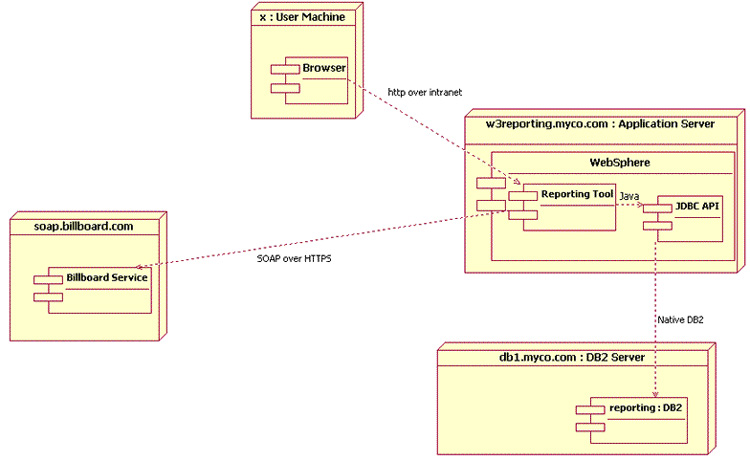 x : User Machine
Browser
http over intranet
w3reporting.myco.com : Application Server
WebSphere
Reporting Tool
Java
JDBC API
soap.billboard.com
SOAP over HTTPS
Billboard Service
Native DB2
db1.myco.com : DB2 Server
reporting : DB2